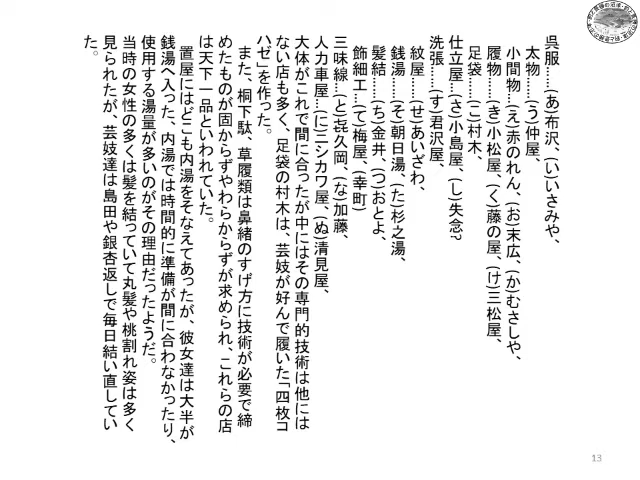 呉服……(あ)布沢、(い)いさみや、
太物……(う)仲屋、
小間物…(え)赤のれん、(お)末広、(か)むさしや、
履物……(き)小松屋、(く)藤の屋、(け)三松屋、
足袋……(こ)村木、
仕立屋…(さ)小島屋、(し)失念?
洗張……(す)君沢屋、
紋屋……(せ)あいざわ、
銭湯……(そ)朝日湯、(た)杉之湯、
髪結……(ち)金井、(つ)おとよ、
飾細工…(て)梅屋、(幸町)
三味線…(と)㐂久岡、(な)加藤、
人力車屋…(に)ニシカワ屋、(ぬ)清見屋、
大体がこれで間に合ったが中にはその専門的技術は他には
ない店も多く、足袋の村木は、芸妓が好んで履いた「四枚コ
ハゼ」を作った。
また、桐下駄、草履類は鼻緒のすげ方に技術が必要で締
めたものが固からずやわらからずが求められ、これらの店
は天下一品といわれていた。
置屋にはどこも内湯をそなえてあったが、彼女達は大半が
銭湯へ入った、内湯では時間的に準備が間に合わなかったり、
使用する湯量が多いのがその理由だったようだ。
当時の女性の多くは髪を結っていて丸髪や桃割れ姿は多く
見られたが、芸妓達は島田や銀杏返しで毎日結い直してい
た。
13